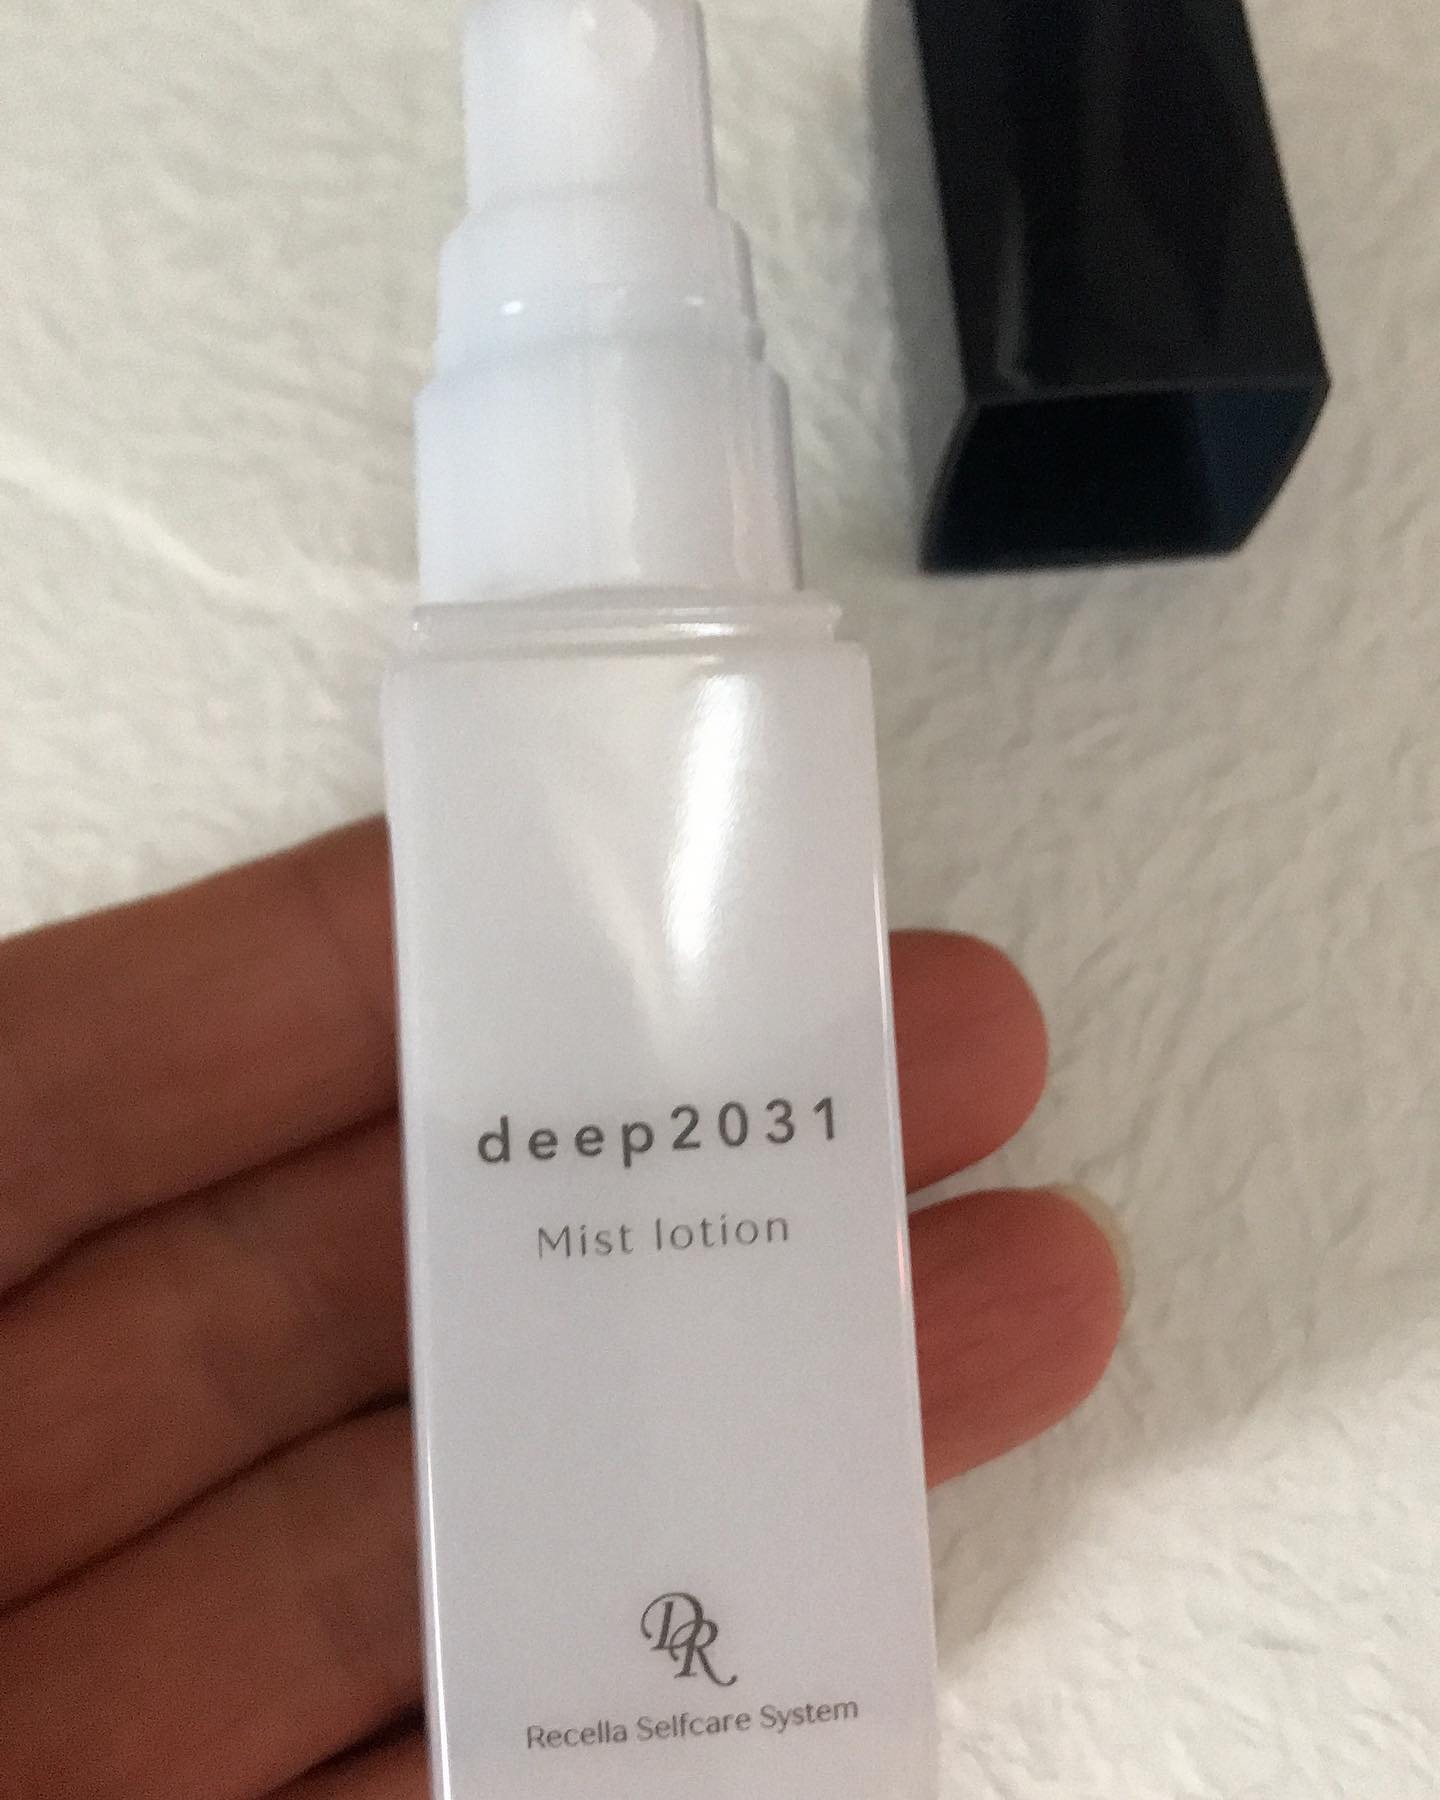 deep2031
Mist lotion
DR
Recella Selfcare System